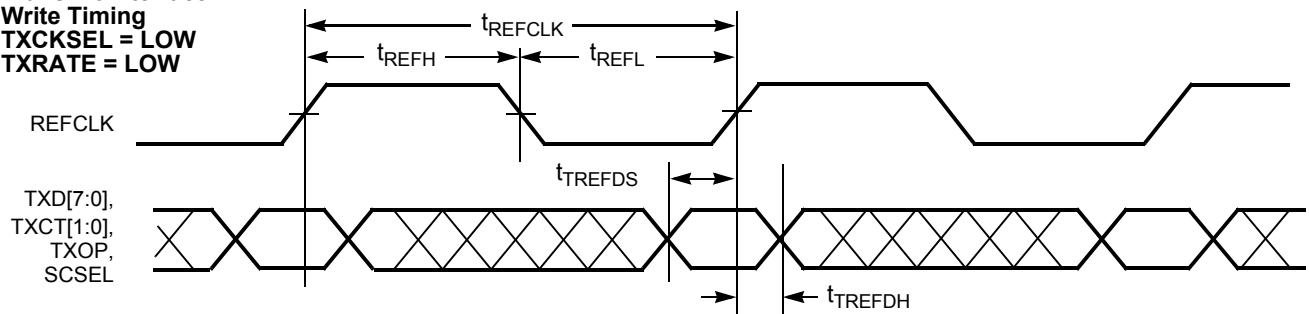 Write Timing
TXCKSEL = LOW
TXRATE = LOW
tREFCLK
tREFH
tREFL
REFCLK
tTREFDS
TXD[7:0],
TXCT[1:0],
TXOP,
SCSEL
tTREFDH